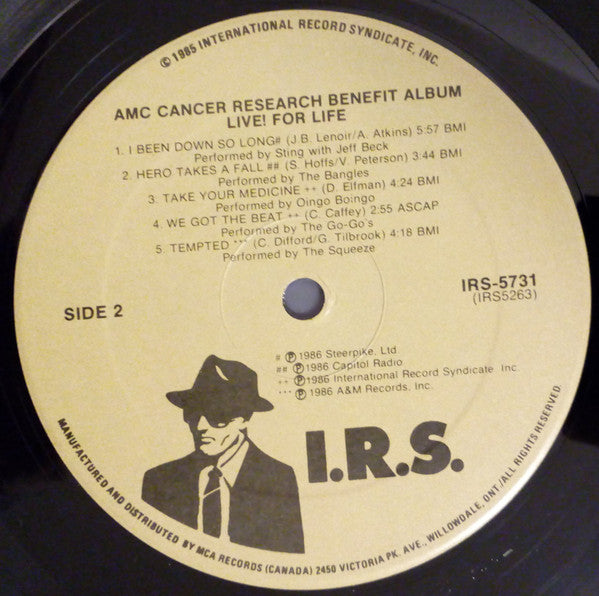 © 1985 INTERNATIONAL RECORD SYNDICATE, INC.
AMC CANCER RESEARCH BENEFIT ALBUM
LIVE! FOR LIFE
1. I BEEN DOWN SO LONG# (J.B. Lenoir/A. Atkins) 5:57 BMI
Performed by Sting with Jeff Beck
2. HERO TAKES A FALL ## (S. Hoffs/V. Peterson) 3:44 BMI
Performed by The Bangles
3. TAKE YOUR MEDICINE ++ (D. Elfman) 4:24 BMI
Performed by Oingo Boingo
4. WE GOT THE BEAT ++ (C. Caffey) 2:55 ASCAP
Performed by The Go-Go's
5. TEMPTED *** (C. Difford/G. Tilbrook) 4:18 BMI
Performed by The Squeeze
SIDE 2
IRS-5731
(IRS5263)
# ℗ 1986 Steerpike, Ltd
## ℗ 1986 Capitol Radio
++ ℗ 1986 International Record Syndicate Inc.
*** ℗ 1986 A&M Records, Inc.
I.R.S.
MANUFACTURED AND DISTRIBUTED BY MCA RECORDS (CANADA) 2450 VICTORIA PK. AVE., WILLOWDALE, ONT./ALL RIGHTS RESERVED.